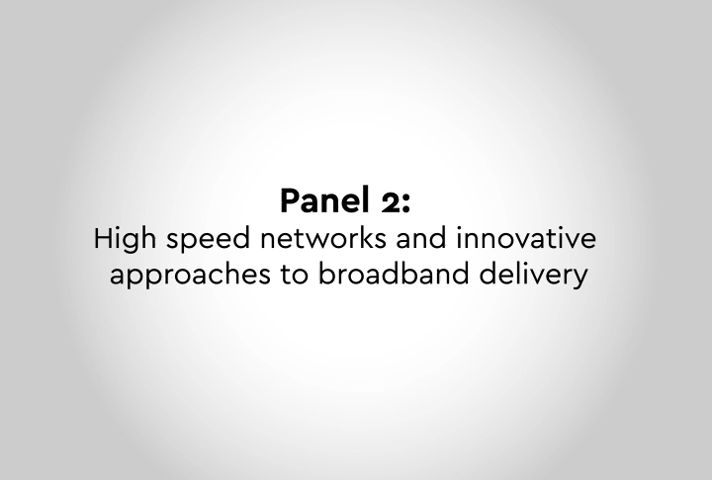 Panel 2:
High speed networks and innovative
approaches to broadband delivery